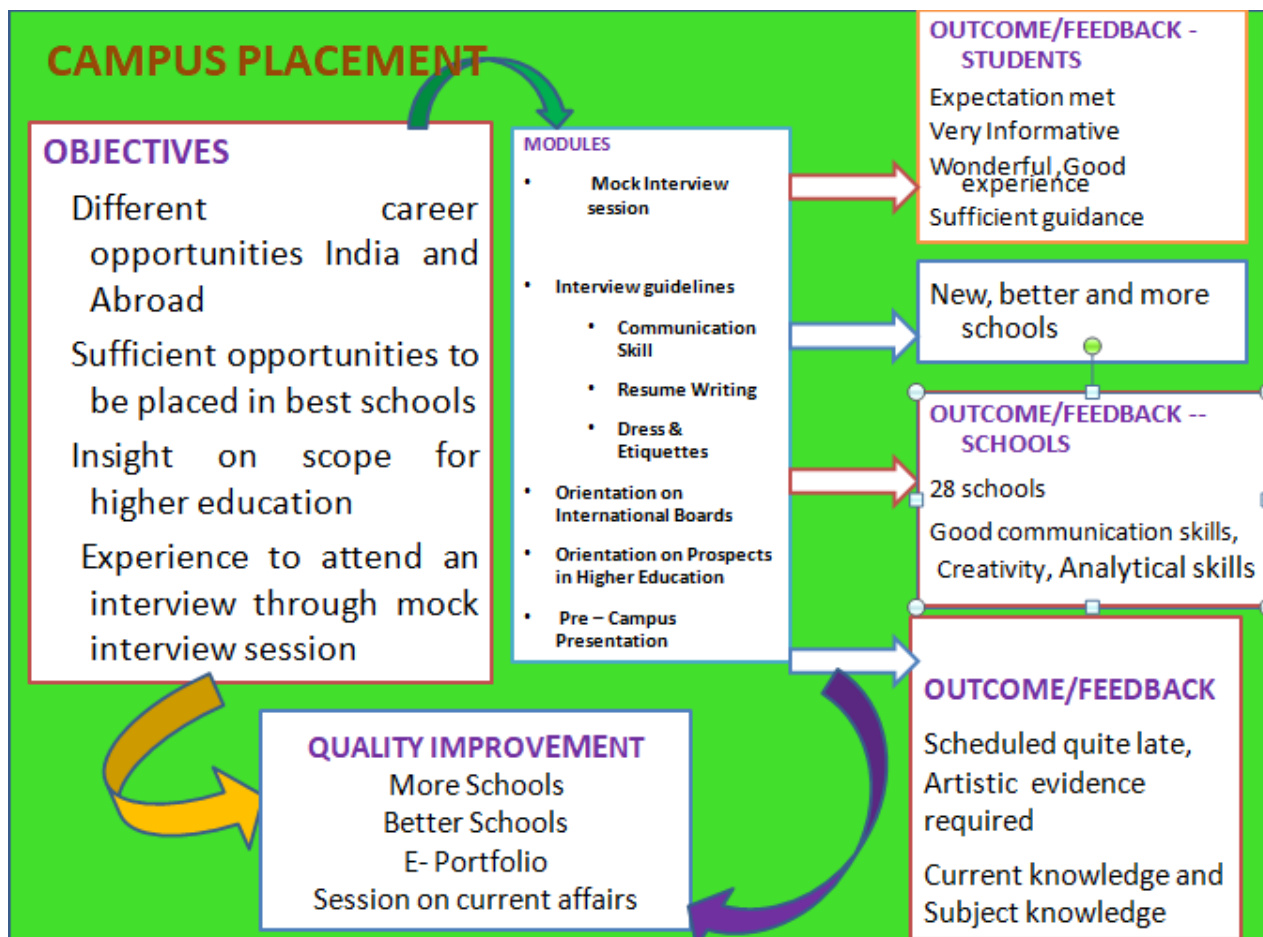 CAMPUS PLACEMENT
OBJECTIVES
Different career
opportunities India and
Abroad
Sufficient opportunities to
be placed in best schools
Insight on scope for
higher education
Experience to attend an
interview through mock
interview session
MODULES
• Mock Interview
session
• Interview guidelines
• Communication
Skill
• Resume Writing
• Dress &
Etiquettes
• Orientation on
International Boards
• Orientation on Prospects
in Higher Education
• Pre – Campus
Presentation
OUTCOME/FEEDBACK -
STUDENTS
Expectation met
Very Informative
Wonderful ,Good
experience
Sufficient guidance
New, better and more
schools
OUTCOME/FEEDBACK --
SCHOOLS
28 schools
Good communication skills,
Creativity, Analytical skills
OUTCOME/FEEDBACK
Scheduled quite late,
Artistic evidence
required
Current knowledge and
Subject knowledge
QUALITY IMPROVEMENT
More Schools
Better Schools
E- Portfolio
Session on current affairs